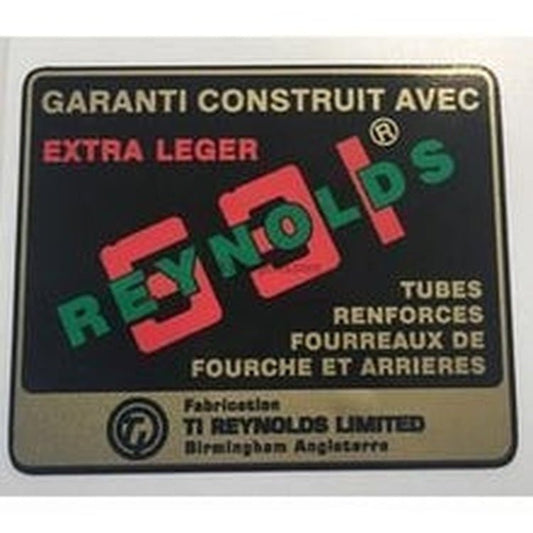 GARANTI CONSTRUIT AVEC
EXTRA LEGER
531
REYNOLDS®
TUBES
RENFORCES
FOURREAUX DE
FOURCHE ET ARRIERES
Fabrication
TI REYNOLDS LIMITED
Birmingham Angleterre